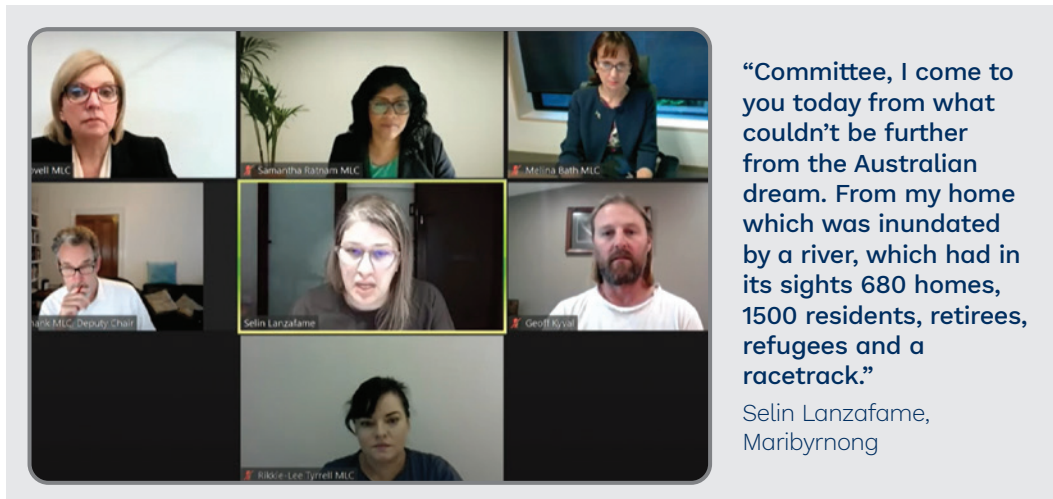 MLC
Samantha Ratnam MLC
Melina Bath MLC
MLC, Deputy Chair
Selin Lanzafame
Geoff Kyval
Rikkie-Lee Tyrrell MLC
“Committee, I come to
you today from what
couldn’t be further
from the Australian
dream. From my home
which was inundated
by a river, which had in
its sights 680 homes,
1500 residents, retirees,
refugees and a
racetrack.”
Selin Lanzafame,
Maribyrnong